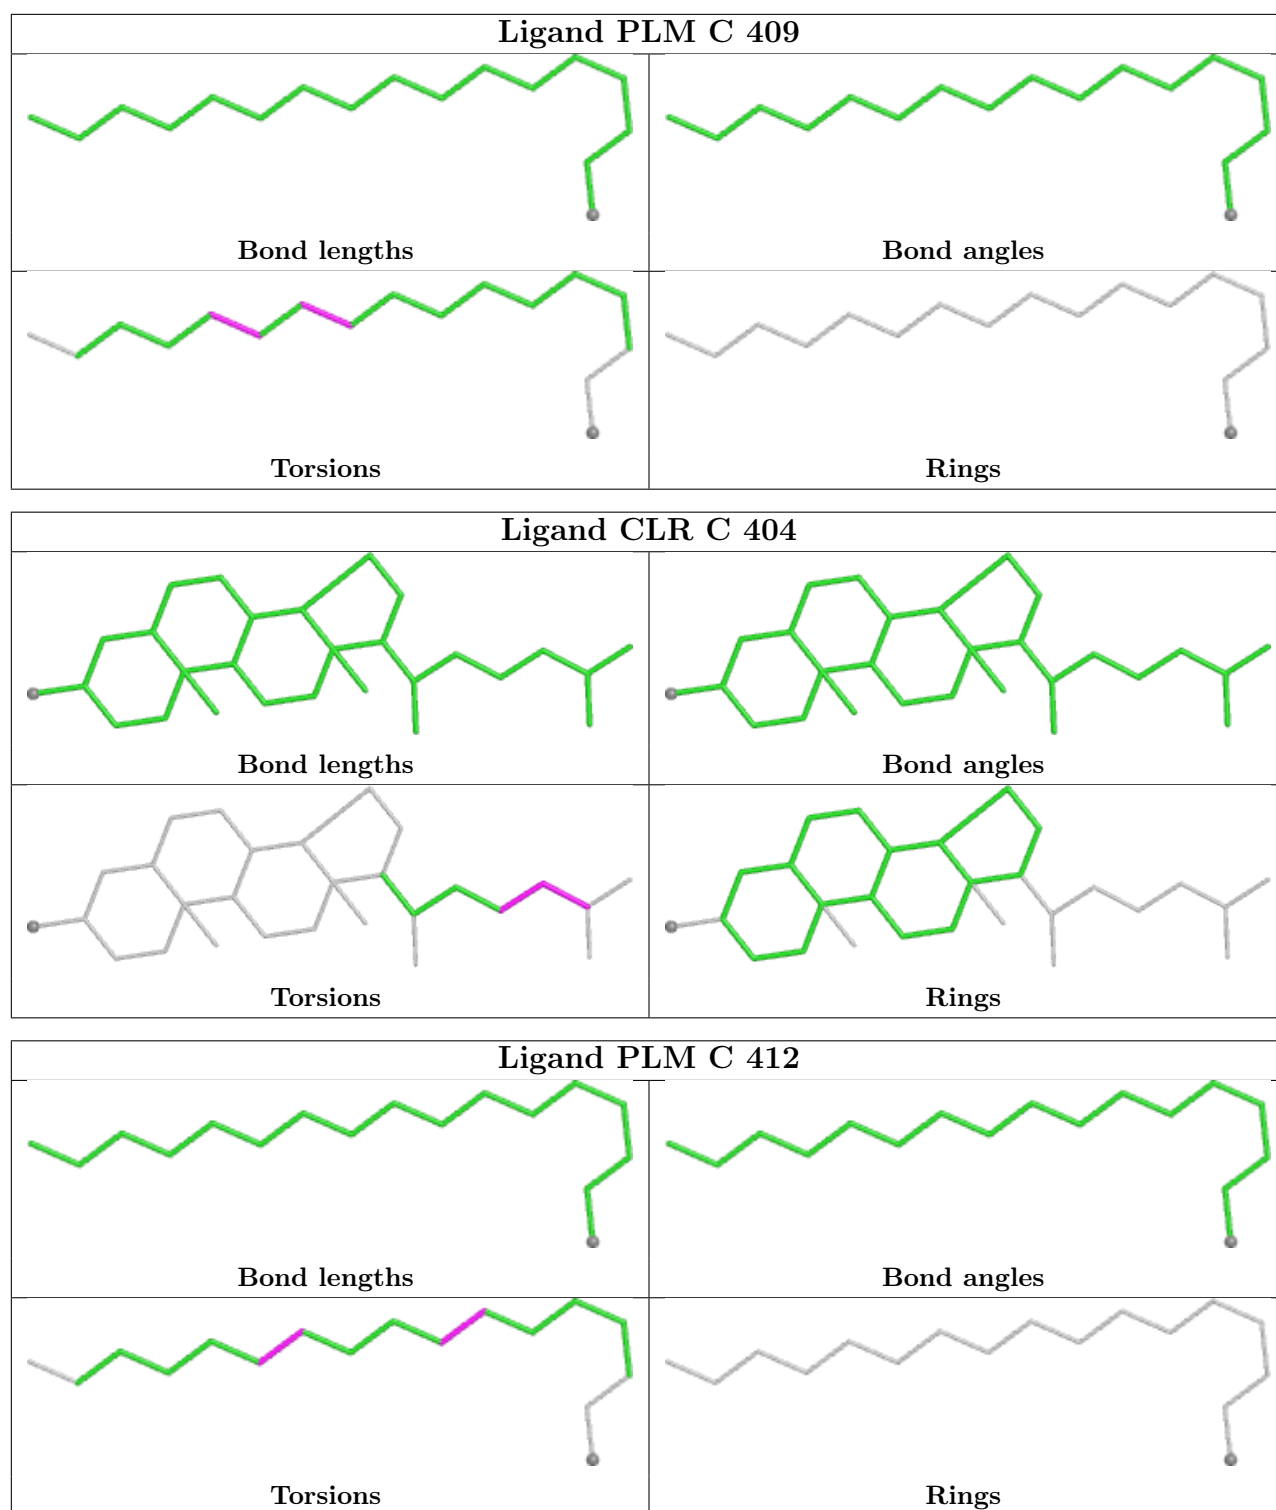 Ligand PLM C 409
Bond lengths
Bond angles
Torsions
Rings
Ligand CLR C 404
Bond lengths
Bond angles
Torsions
Rings
Ligand PLM C 412
Bond lengths
Bond angles
Torsions
Rings